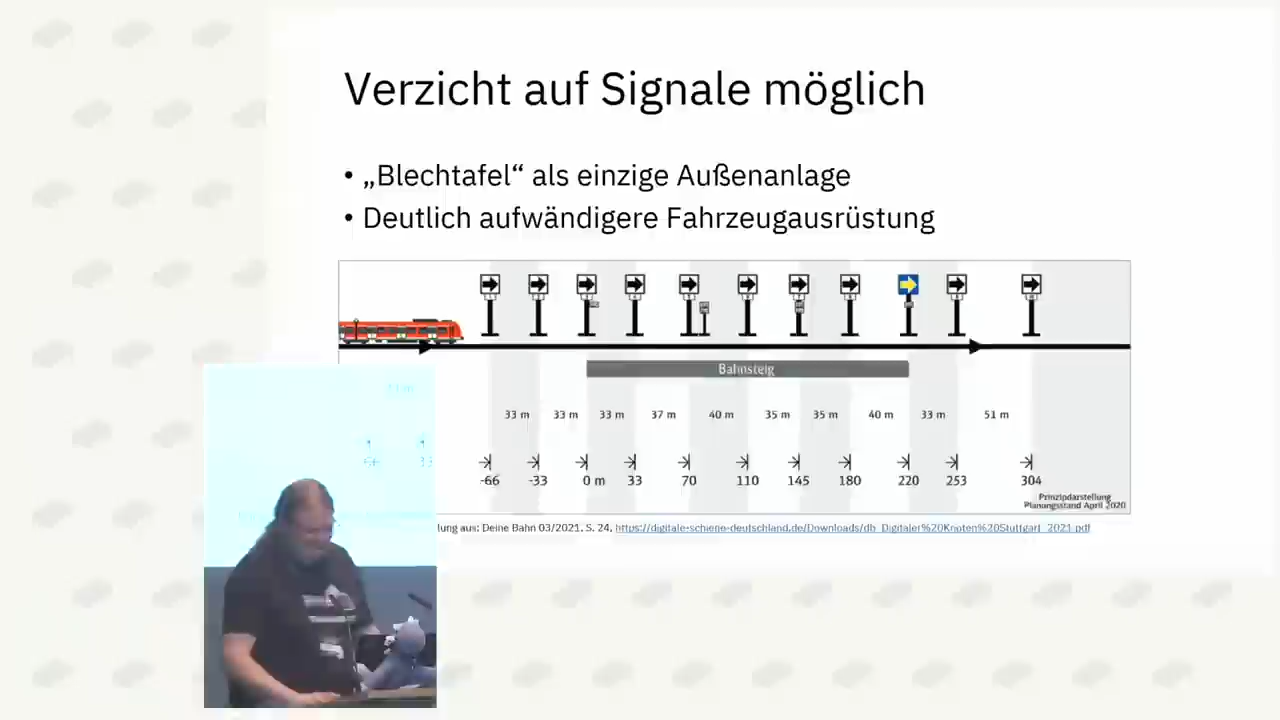 Verzicht auf Signale möglich
• „Blechtafel“ als einzige Außenanlage
• Deutlich aufwändigere Fahrzeugausrüstung
Bahnsteig
33 m 33 m 33 m 37 m 40 m 35 m 35 m 40 m 33 m 51 m
-66 -33 0 m 33 70 110 145 180 220 253 304
Prinzipdarstellung
Planungsstand April 2020
aus: Deine Bahn 03/2021, S. 24, https://digitale-schiene-deutschland.de/Downloads/db_Digitaler%20Knoten%20Stuttgart_2021.pdf